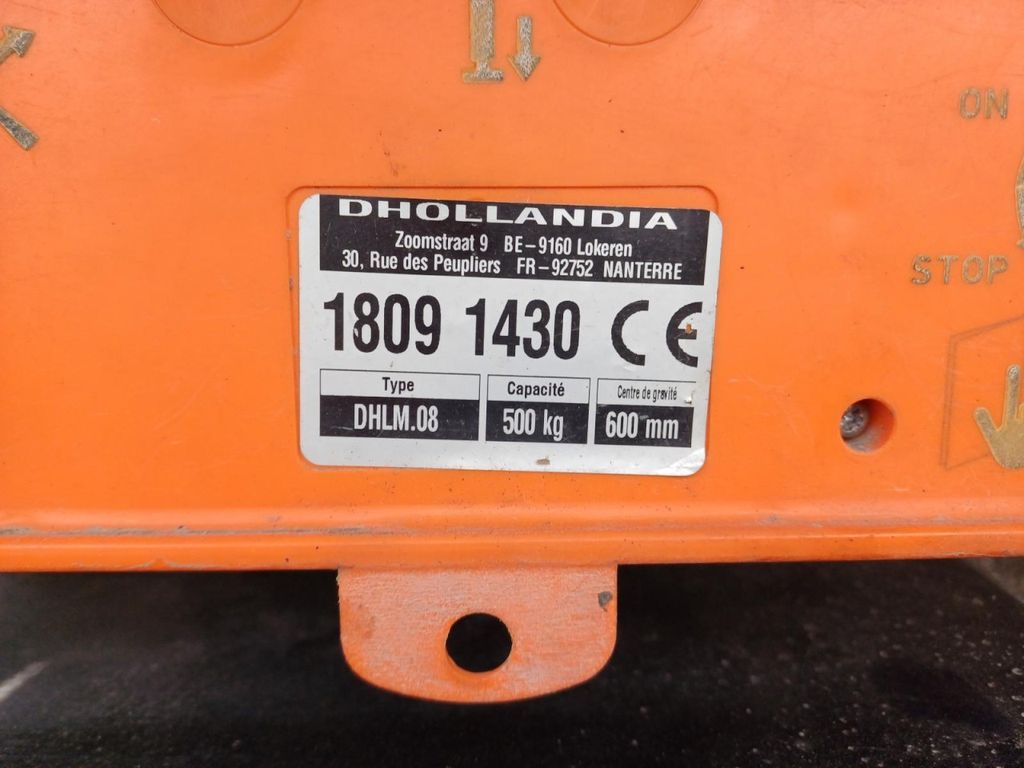 ON
STOP
DHOLLANDIA
Zoomstraat 9 BE-9160 Lokeren
30, Rue des Peupliers FR-92752 NANTERRE
1809 1430 CE
Type Capacité Centre de gravité
DHLM.08 500 kg 600 mm